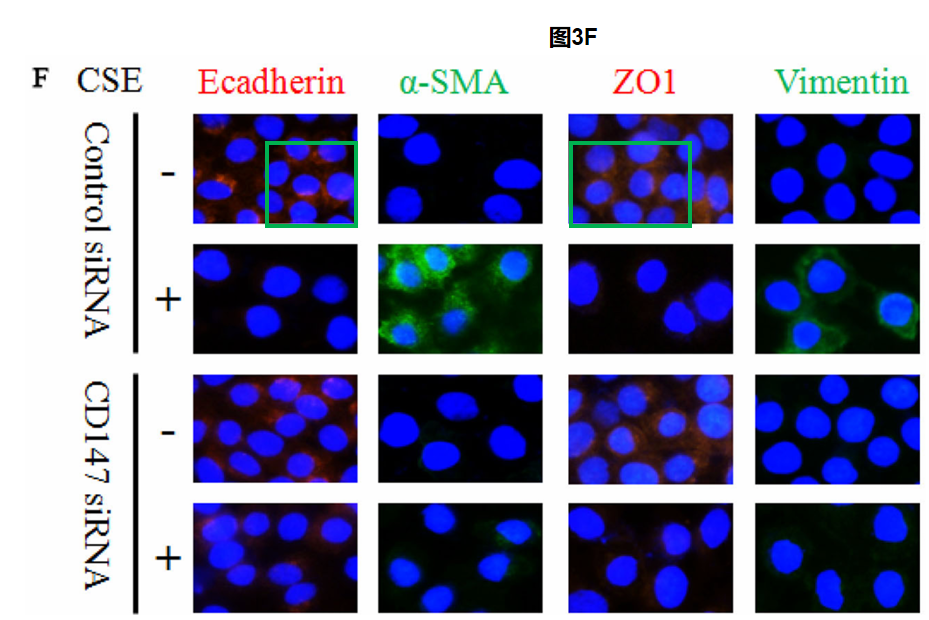 图3F
F CSE Ecadherin α-SMA ZO1 Vimentin
Control siRNA
-
+
CD147 siRNA
-
+